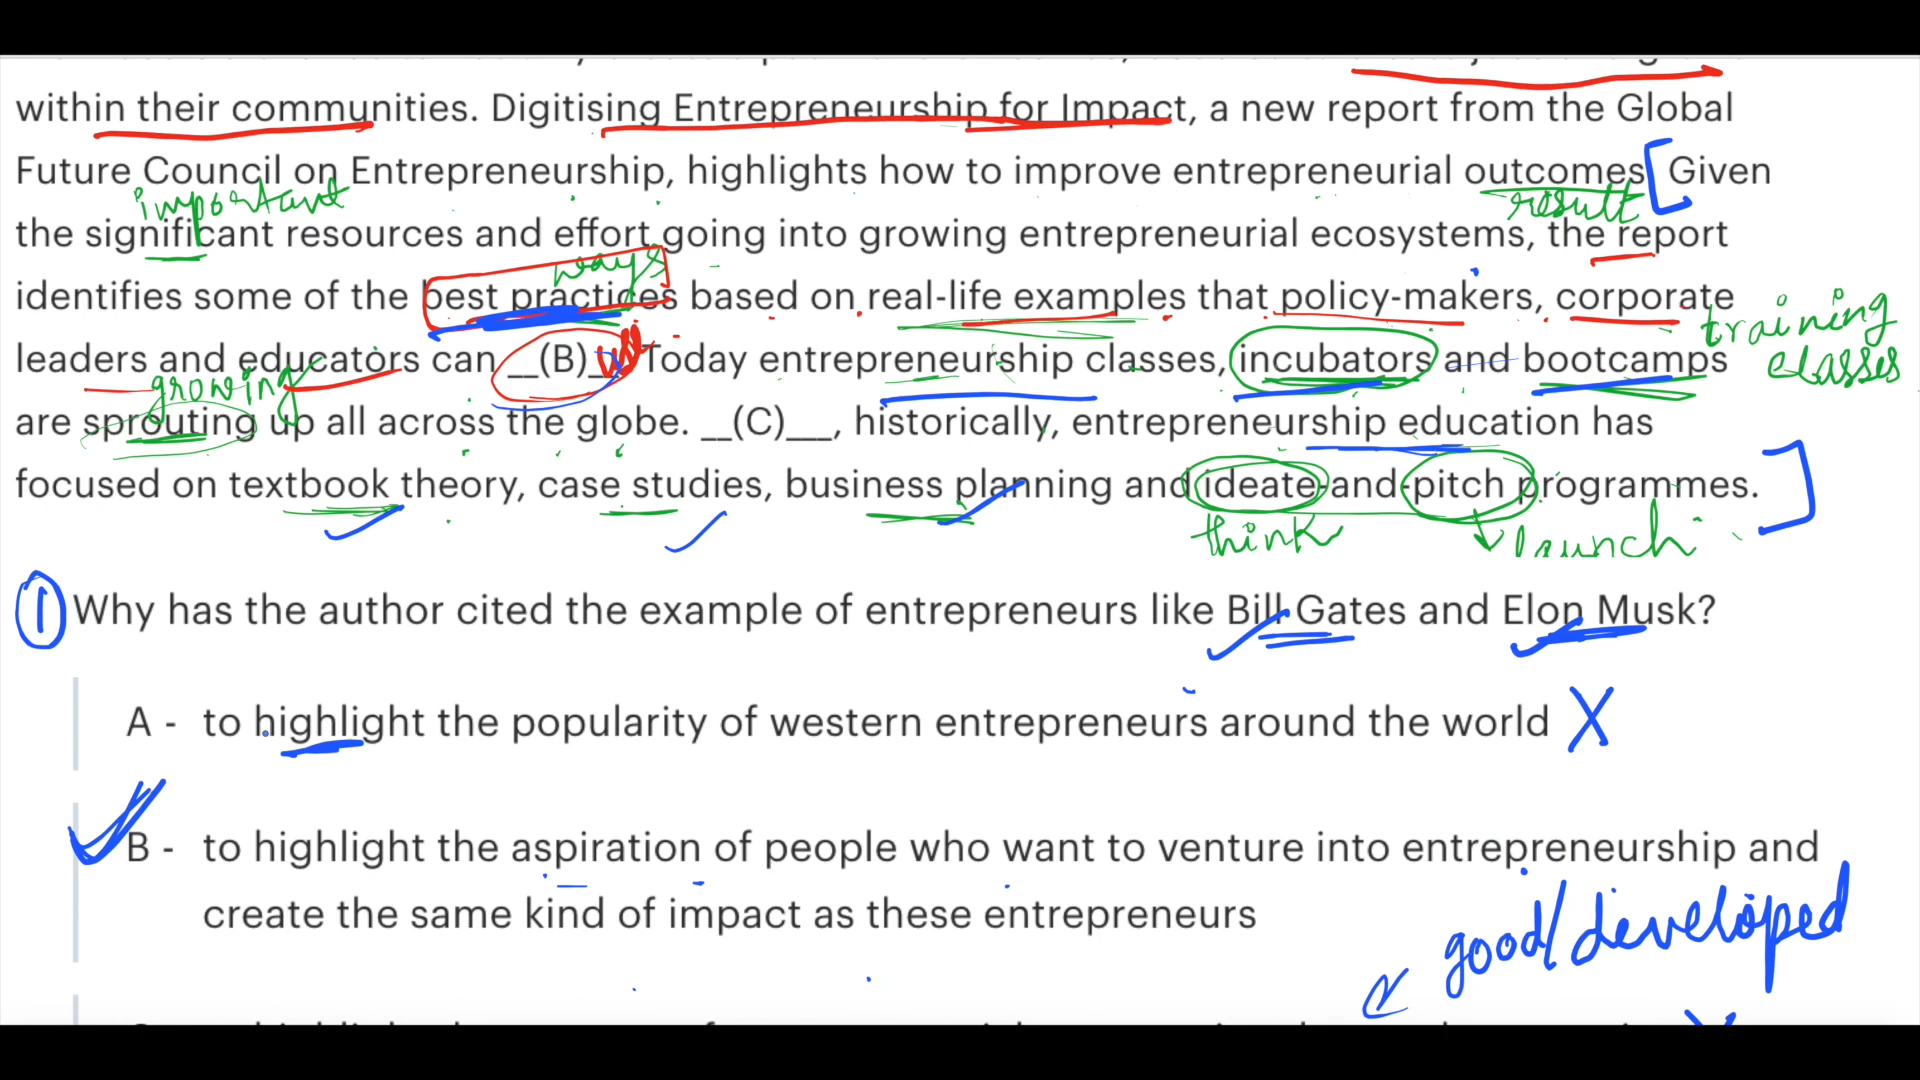 within their communities. Digitising Entrepreneurship for Impact, a new report from the Global
Future Council on Entrepreneurship, highlights how to improve entrepreneurial outcomes [Given
important
result
the significant resources and effort going into growing entrepreneurial ecosystems, the report
ways
identifies some of the best practices based on real-life examples that policy-makers, corporate
training
classes
leaders and educators can __(B)__ use Today entrepreneurship classes, incubators and bootcamps
growing
are sprouting up all across the globe. __(C)___, historically, entrepreneurship education has
focused on textbook theory, case studies, business planning and ideate-and-pitch programmes. ]
think
launch
1 Why has the author cited the example of entrepreneurs like Bill Gates and Elon Musk?
A - to highlight the popularity of western entrepreneurs around the world X
B - to highlight the aspiration of people who want to venture into entrepreneurship and
create the same kind of impact as these entrepreneurs
good/developed